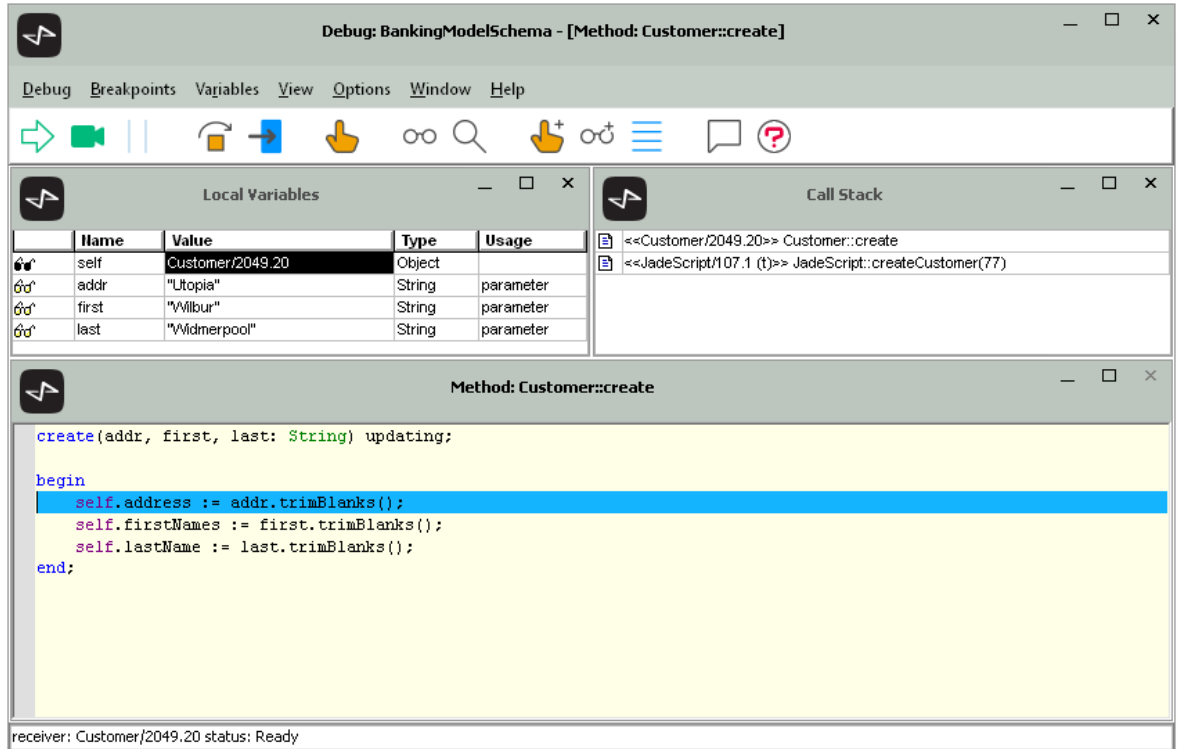 Debug: BankingModelSchema - [Method: Customer::create]
Debug Breakpoints Variables View Options Window Help
Local Variables
Name Value Type Usage
self Customer/2049.20 Object
addr "Utopia" String parameter
first "Wilbur" String parameter
last "Widmerpool" String parameter
Call Stack
<<Customer/2049.20>> Customer::create
<<JadeScript/107.1 (t)>> JadeScript::createCustomer(77)
Method: Customer::create
create(addr, first, last: String) updating;
begin
self.address := addr.trimBlanks();
self.firstNames := first.trimBlanks();
self.lastName := last.trimBlanks();
end;
receiver: Customer/2049.20 status: Ready